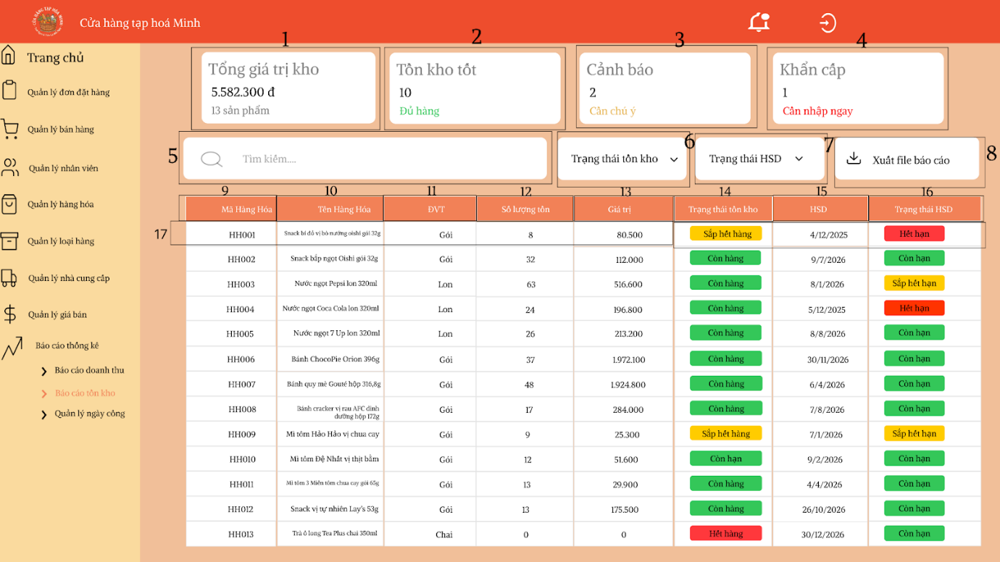 CỬA HÀNG TẠP HÓA MINH
Cửa hàng tạp hoá Minh
1
2
3
4
Trang chủ
Quản lý đơn đặt hàng
Quản lý bán hàng
Quản lý nhân viên
Quản lý hàng hóa
Quản lý loại hàng
Quản lý nhà cung cấp
Quản lý giá bán
Báo cáo thống kê
Báo cáo doanh thu
Báo cáo tồn kho
Quản lý ngày công
Tổng giá trị kho
5.582.300 đ
13 sản phẩm
Tồn kho tốt
10
Đủ hàng
Cảnh báo
2
Cần chú ý
Khẩn cấp
1
Cần nhập ngay
5 Tìm kiếm....
Trạng thái tồn kho 6
Trạng thái HSD 7
Xuất file báo cáo 8
9 10 11 12 13 14 15 16
Mã Hàng Hóa Tên Hàng Hóa ĐVT Số lượng tồn Giá trị Trạng thái tồn kho HSD Trạng thái HSD
17 HH001 Snack bí đỏ vị bò nướng oishi gói 32g Gói 8 80.500 Sắp hết hàng 4/12/2025 Hết hạn
HH002 Snack bắp ngọt Oishi gói 32g Gói 32 112.000 Còn hàng 9/7/2026 Còn hạn
HH003 Nước ngọt Pepsi lon 320ml Lon 63 516.600 Còn hàng 8/1/2026 Sắp hết hạn
HH004 Nước ngọt Coca Cola lon 320ml Lon 24 196.800 Còn hàng 5/12/2025 Hết hạn
HH005 Nước ngọt 7 Up lon 320ml Lon 26 213.200 Còn hàng 8/8/2026 Còn hạn
HH006 Bánh ChocoPie Orion 396g Gói 37 1.972.100 Còn hàng 30/11/2026 Còn hạn
HH007 Bánh quy mè Gouté hộp 316,8g Gói 48 1.924.800 Còn hàng 6/4/2026 Còn hạn
HH008 Bánh cracker vị rau AFC dinh
dưỡng hộp 172g Gói 17 284.000 Còn hàng 7/8/2026 Còn hạn
HH009 Mì tôm Hảo Hảo vị chua cay Gói 9 25.300 Sắp hết hàng 7/1/2026 Sắp hết hạn
HH010 Mì tôm Đệ Nhất vị thịt bằm Gói 12 51.600 Còn hạn 9/2/2026 Còn hạn
HH011 Mì tôm 3 Miền tôm chua cay gói 65g Gói 13 29.900 Còn hàng 4/4/2026 Còn hạn
HH012 Snack vị tự nhiên Lay's 53g Gói 13 175.500 Còn hàng 26/10/2026 Còn hạn
HH013 Trà ô long Tea Plus chai 350ml Chai 0 0 Hết hàng 30/12/2026 Còn hạn